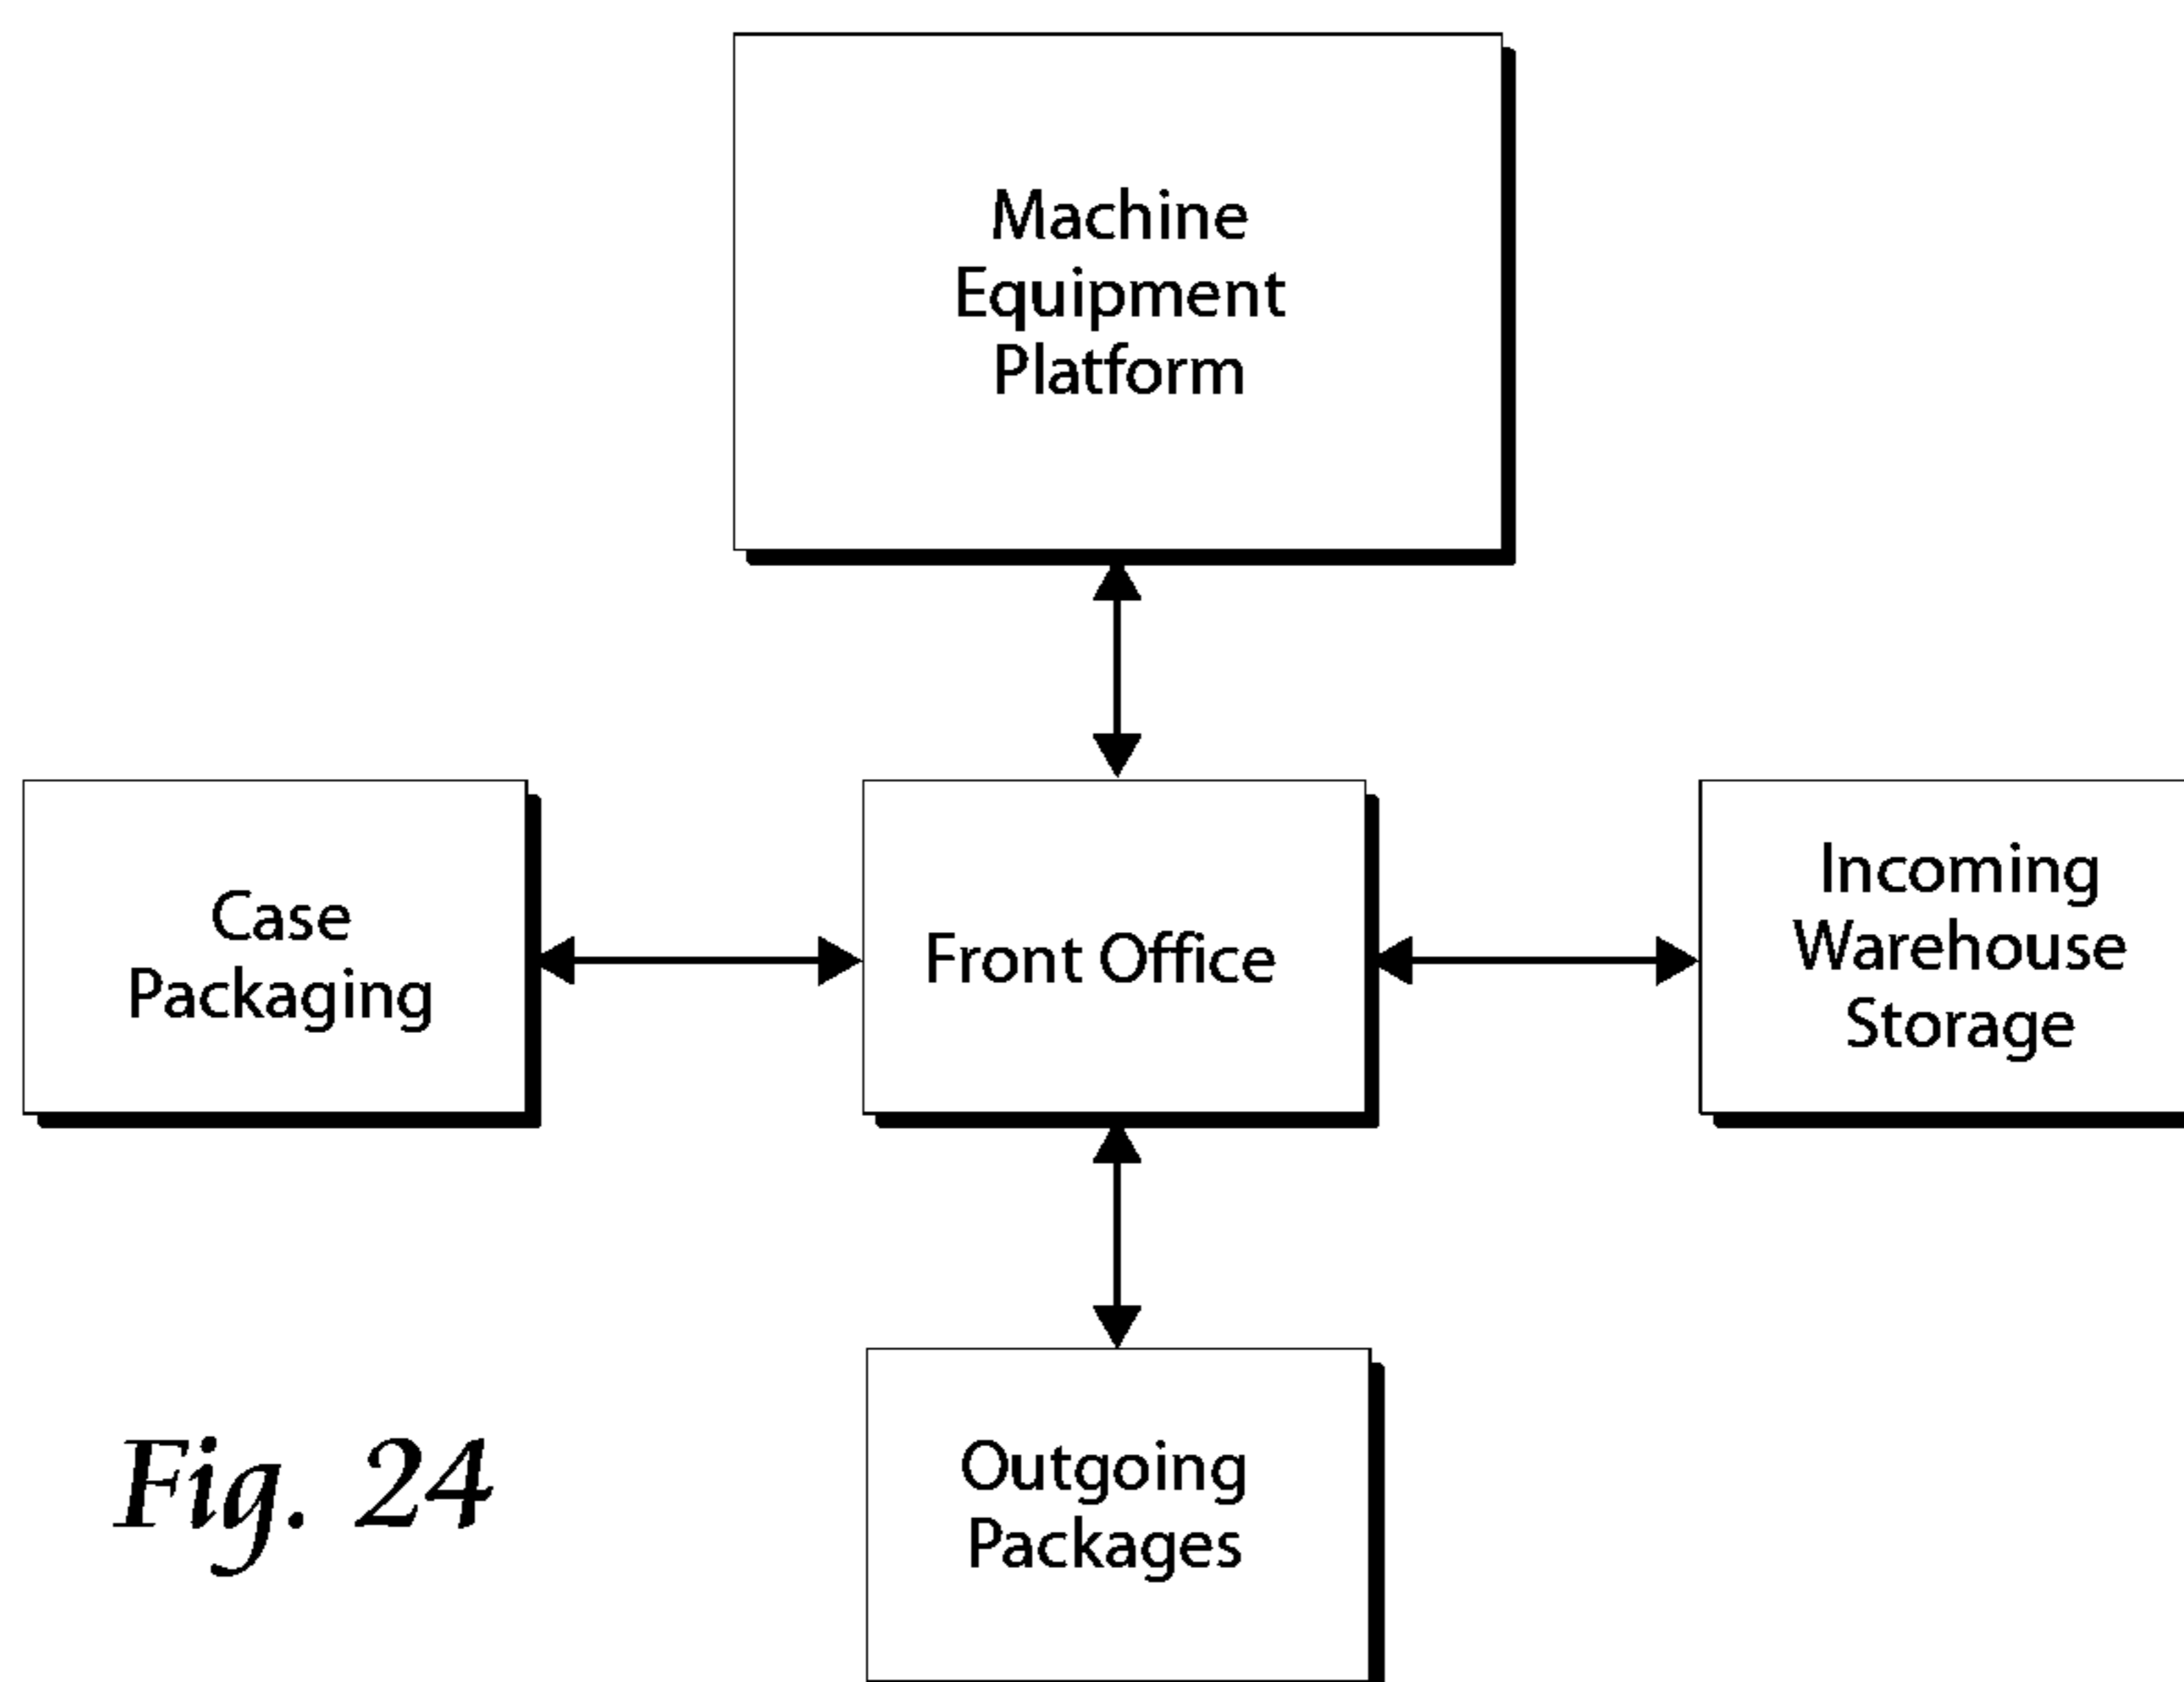 Machine
Equipment
Platform
Case
Packaging
Front Office
Incoming
Warehouse
Storage
Outgoing
Packages
Fig. 24